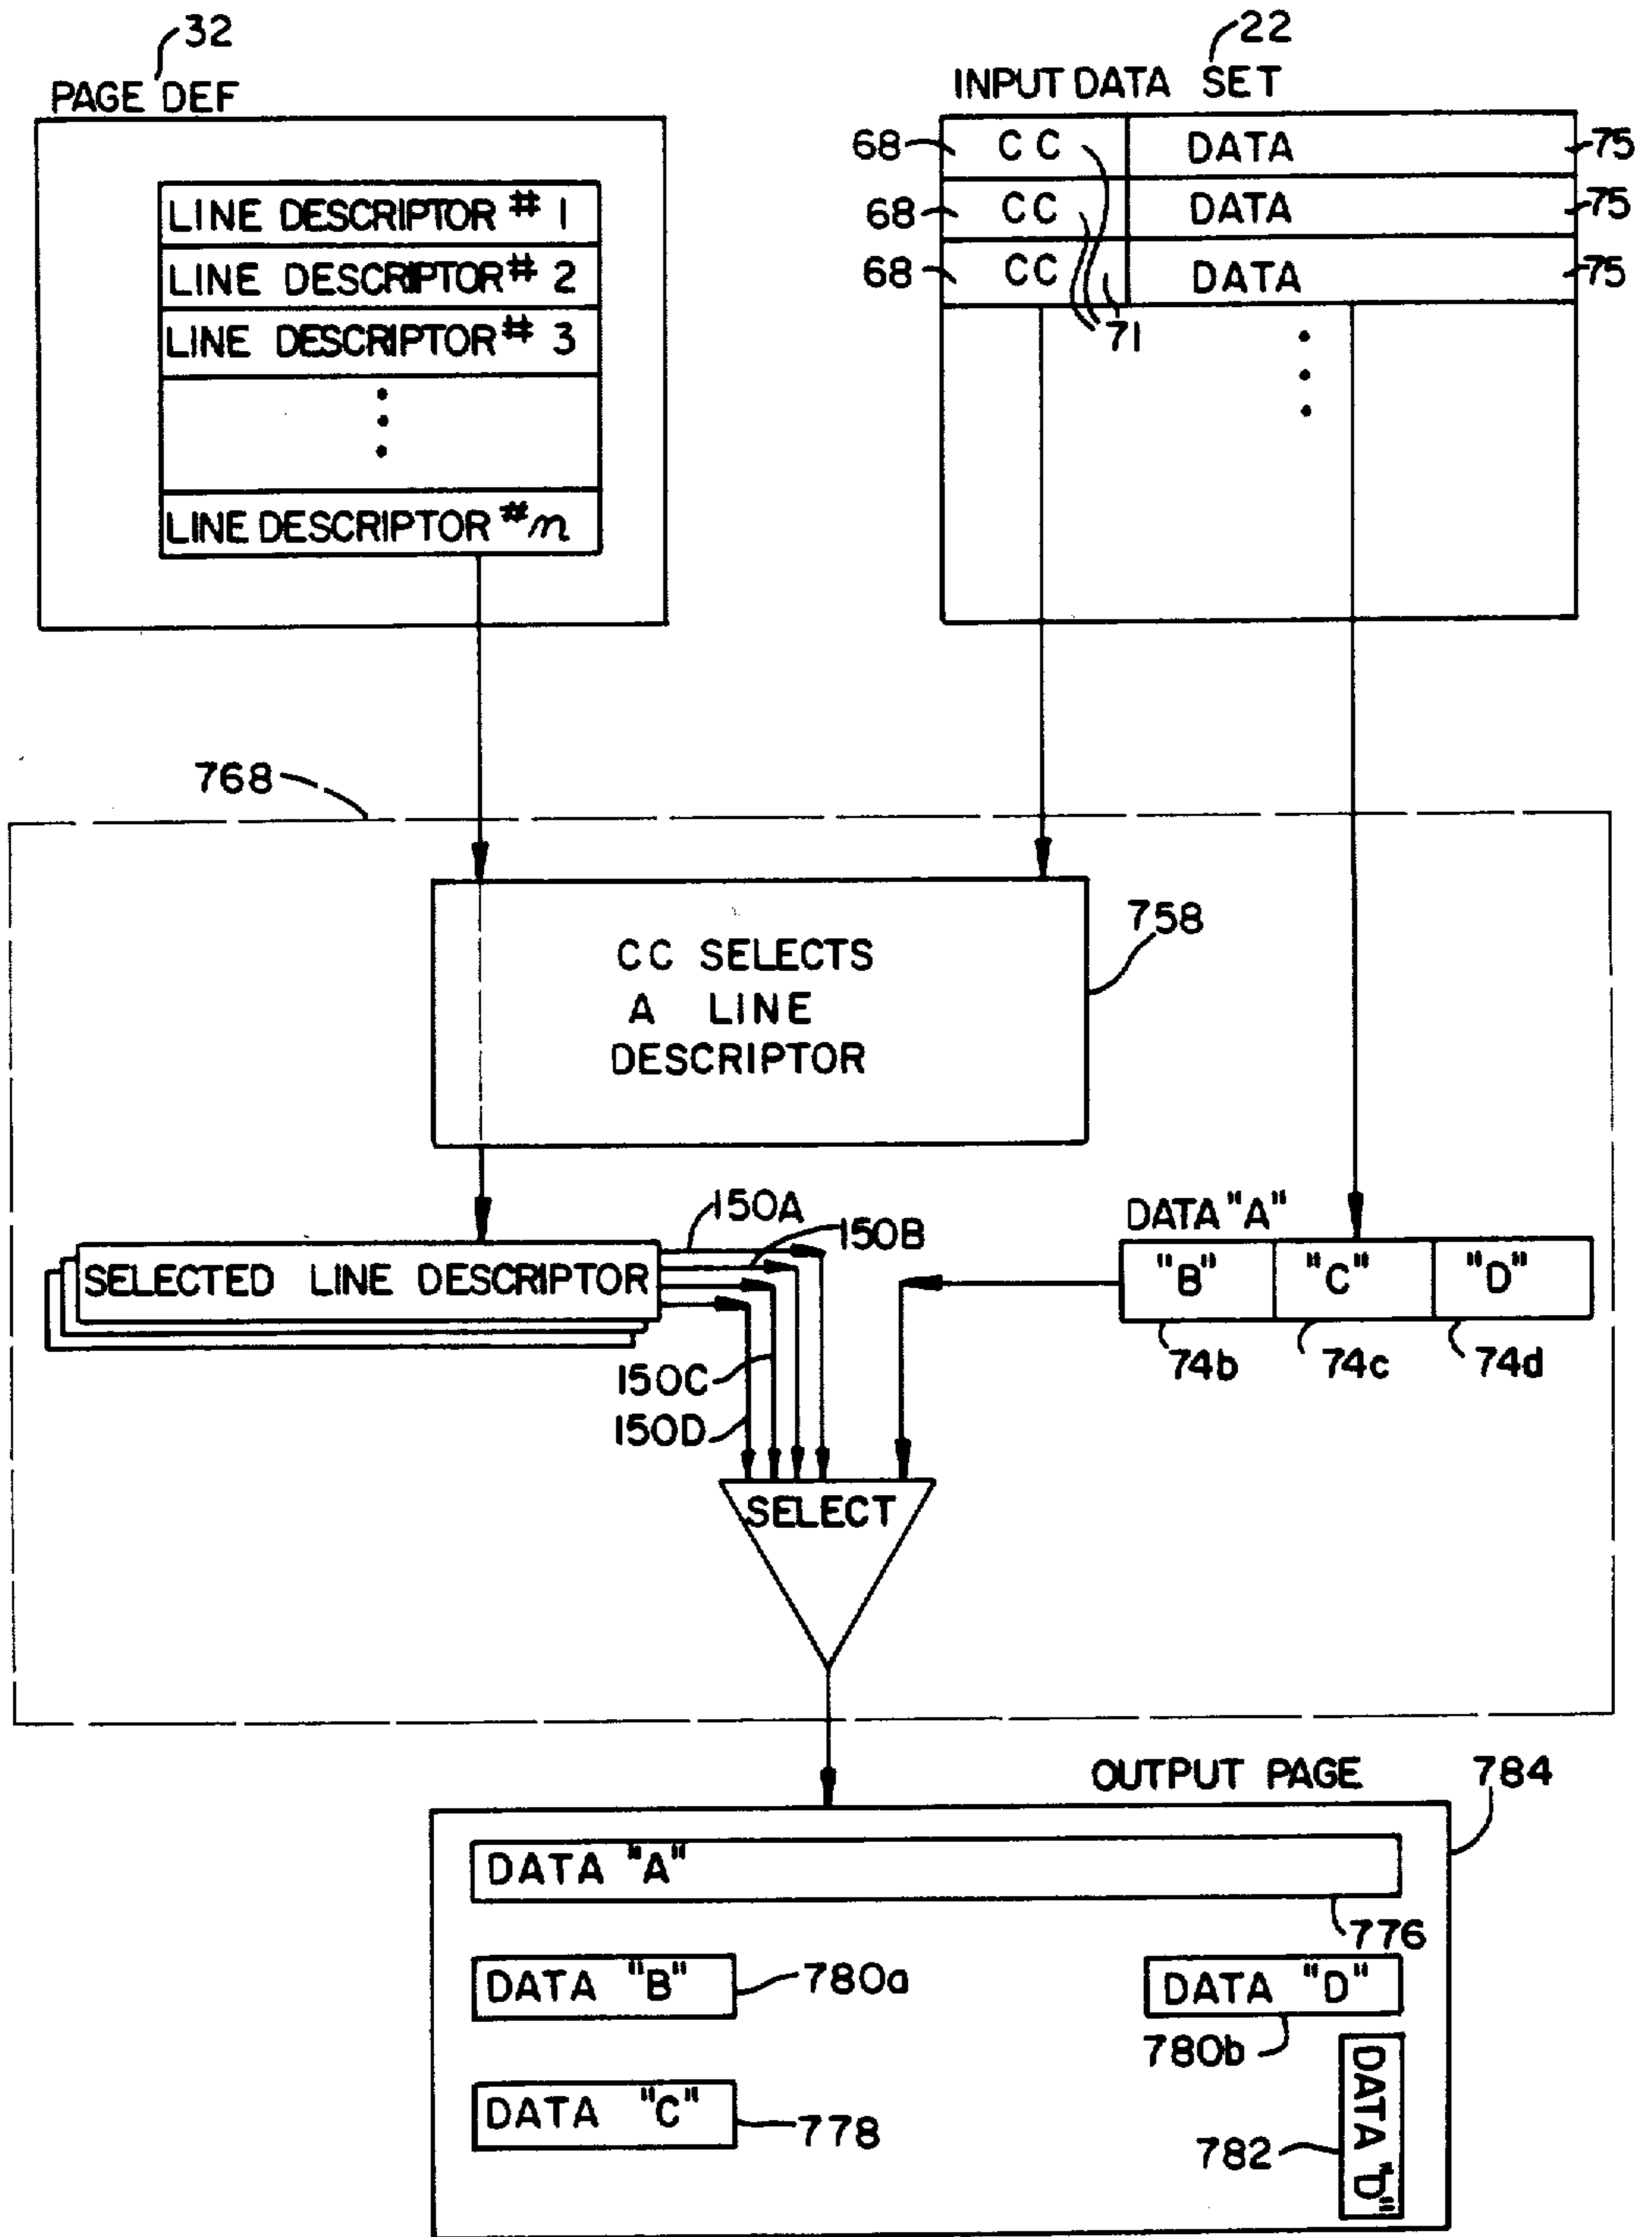 32
PAGE DEF
LINE DESCRIPTOR # 1
LINE DESCRIPTOR # 2
LINE DESCRIPTOR # 3
LINE DESCRIPTOR # n
22
INPUT DATA SET
68 CC DATA 75
68 CC DATA 75
68 CC DATA 75
71
768
CC SELECTS
A LINE
DESCRIPTOR
758
SELECTED LINE DESCRIPTOR
150A
150B
150C
150D
DATA "A"
"B" "C" "D"
74b 74c 74d
SELECT
OUTPUT PAGE 784
DATA "A"
776
DATA "B" 780a
DATA "D"
780b
DATA "C" 778
DATA "D"
782